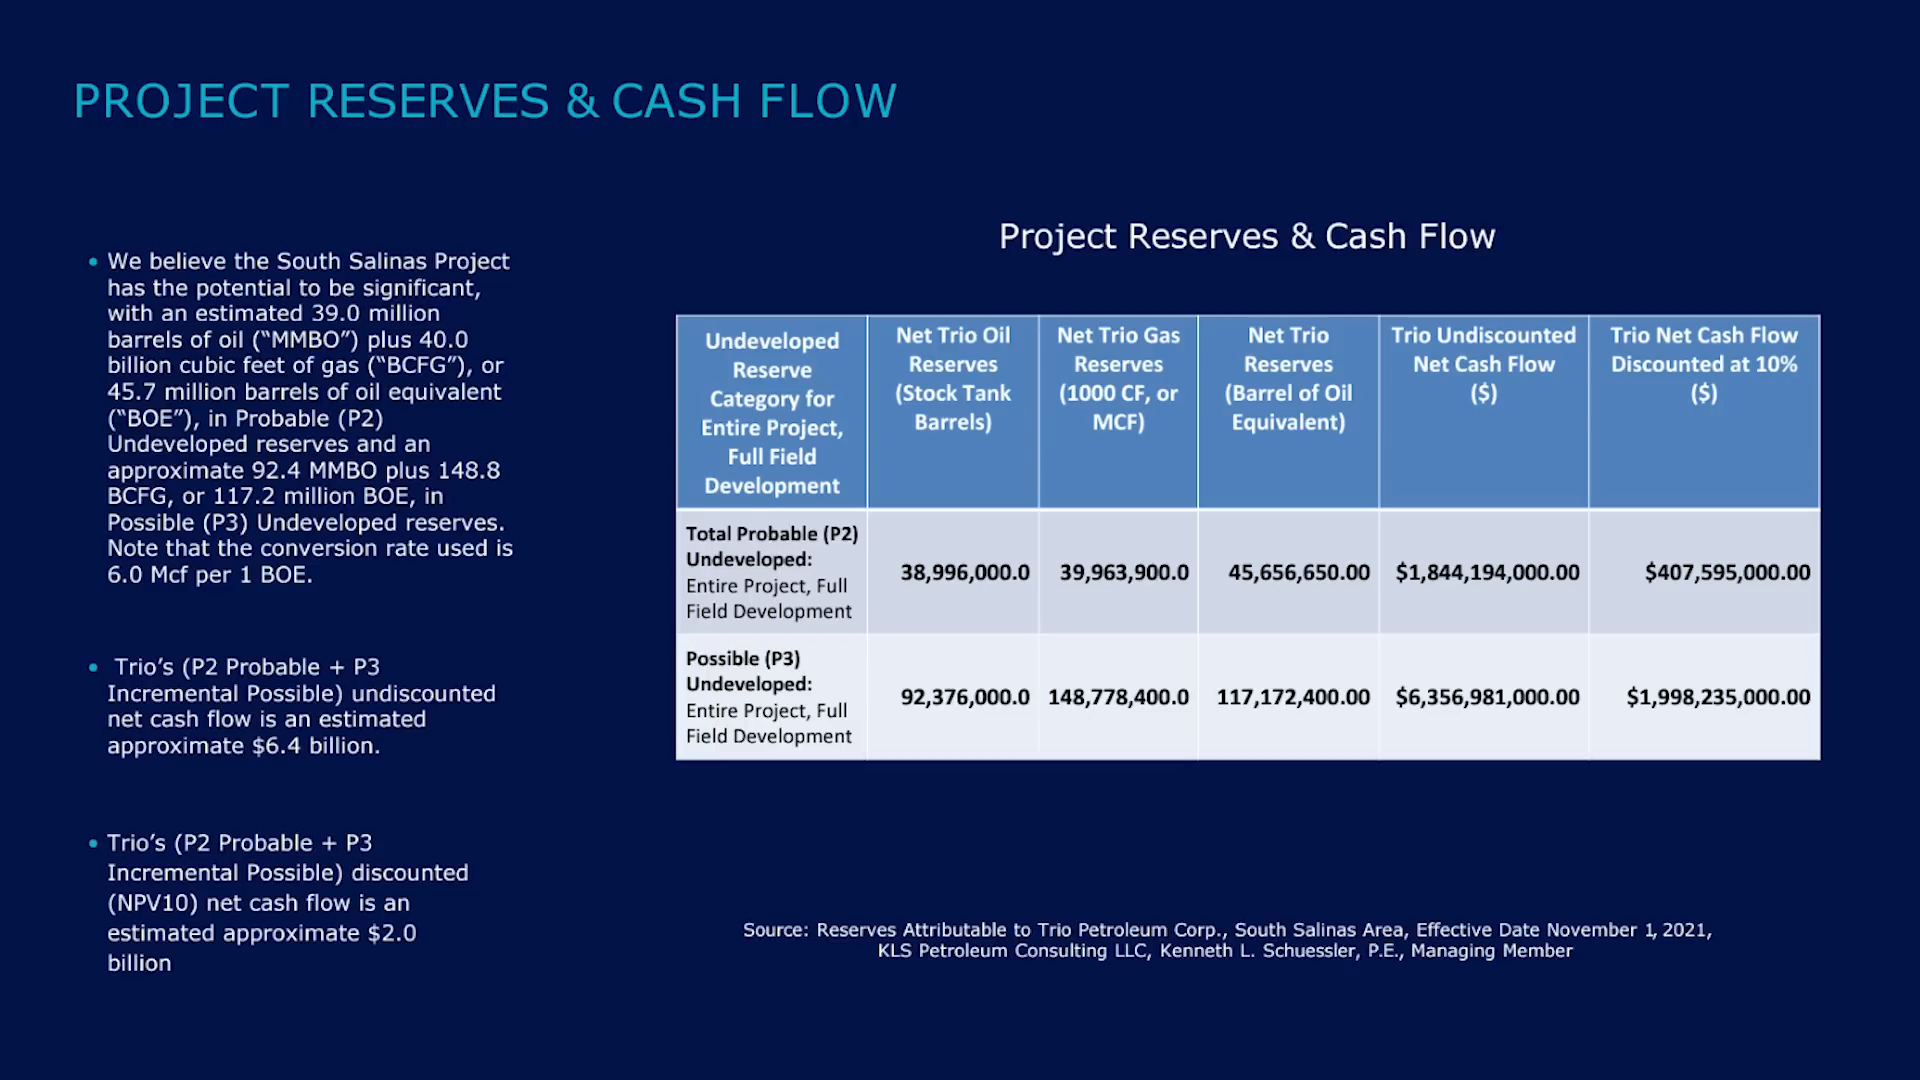 PROJECT RESERVES & CASH FLOW
• We believe the South Salinas Project
has the potential to be significant,
with an estimated 39.0 million
barrels of oil (“MMBO”) plus 40.0
billion cubic feet of gas (“BCFG”), or
45.7 million barrels of oil equivalent
(“BOE”), in Probable (P2)
Undeveloped reserves and an
approximate 92.4 MMBO plus 148.8
BCFG, or 117.2 million BOE, in
Possible (P3) Undeveloped reserves.
Note that the conversion rate used is
6.0 Mcf per 1 BOE.
• Trio’s (P2 Probable + P3
Incremental Possible) undiscounted
net cash flow is an estimated
approximate $6.4 billion.
• Trio’s (P2 Probable + P3
Incremental Possible) discounted
(NPV10) net cash flow is an
estimated approximate $2.0
billion
Project Reserves & Cash Flow
Undeveloped
Reserve
Category for
Entire Project,
Full Field
Development
Net Trio Oil
Reserves
(Stock Tank
Barrels)
Net Trio Gas
Reserves
(1000 CF, or
MCF)
Net Trio
Reserves
(Barrel of Oil
Equivalent)
Trio Undiscounted
Net Cash Flow
($)
Trio Net Cash Flow
Discounted at 10%
($)
Total Probable (P2)
Undeveloped:
Entire Project, Full
Field Development
38,996,000.0
39,963,900.0
45,656,650.00
$1,844,194,000.00
$407,595,000.00
Possible (P3)
Undeveloped:
Entire Project, Full
Field Development
92,376,000.0
148,778,400.0
117,172,400.00
$6,356,981,000.00
$1,998,235,000.00
Source: Reserves Attributable to Trio Petroleum Corp., South Salinas Area, Effective Date November 1, 2021,
KLS Petroleum Consulting LLC, Kenneth L. Schuessler, P.E., Managing Member